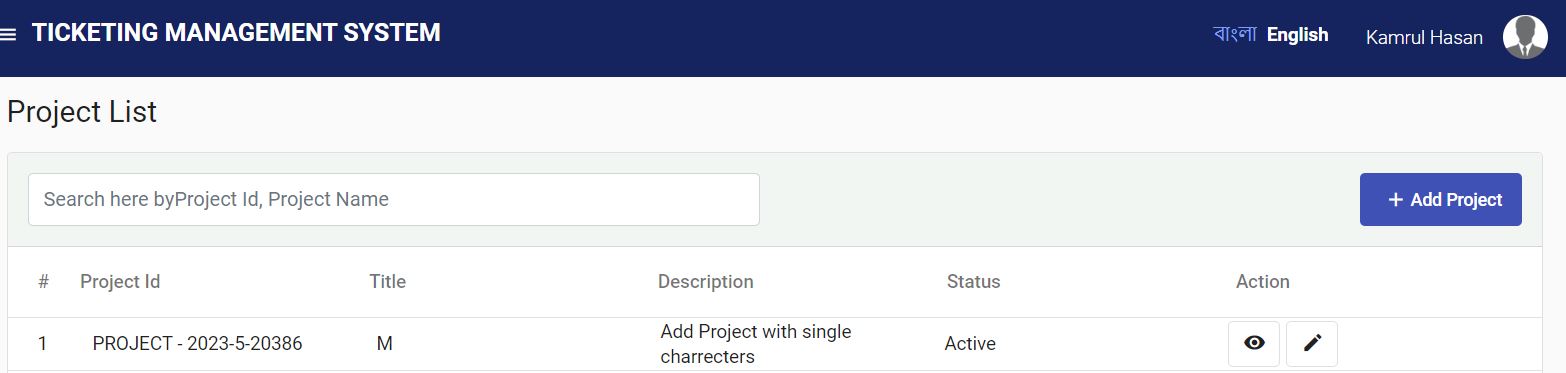 TICKETING MANAGEMENT SYSTEM
বাংলা English Kamrul Hasan
Project List
Search here byProject Id, Project Name
+ Add Project
# Project Id Title Description Status Action
1 PROJECT - 2023-5-20386 M Add Project with single Active
charrecters